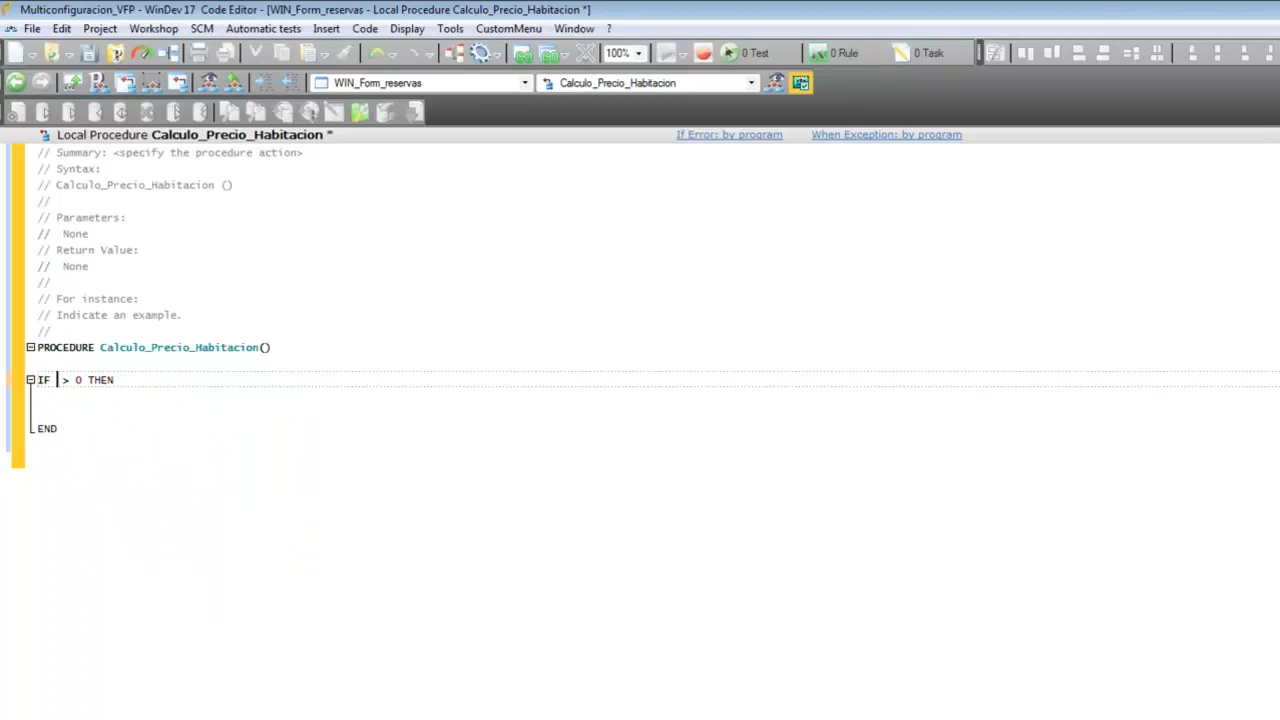 Multiconfiguracion_VFP - WinDev 17 Code Editor - [WIN_Form_reservas - Local Procedure Calculo_Precio_Habitacion *]
File Edit Project Workshop SCM Automatic tests Insert Code Display Tools CustomMenu Window ?
100% 0 Test 0 Rule 0 Task
WIN_Form_reservas Calculo_Precio_Habitacion
Local Procedure Calculo_Precio_Habitacion * If Error: by program When Exception: by program
// Summary: <specify the procedure action>
// Syntax:
// Calculo_Precio_Habitacion ()
//
// Parameters:
// None
// Return Value:
// None
//
// For instance:
// Indicate an example.
//
PROCEDURE Calculo_Precio_Habitacion()
IF > 0 THEN
END